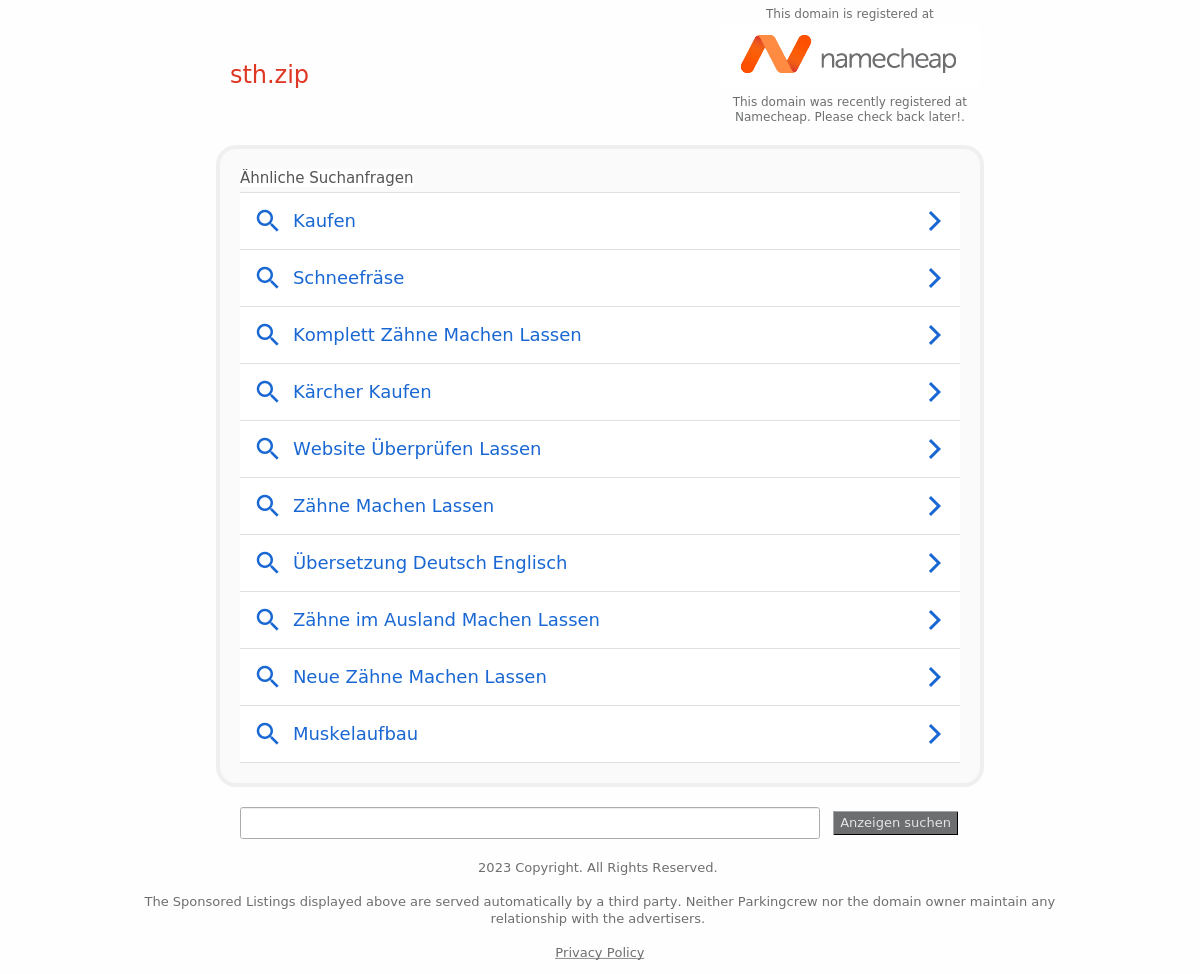 This domain is registered at
namecheap
sth.zip
This domain was recently registered at
Namecheap. Please check back later!.
Ähnliche Suchanfragen
Kaufen
Schneefräse
Komplett Zähne Machen Lassen
Kärcher Kaufen
Website Überprüfen Lassen
Zähne Machen Lassen
Übersetzung Deutsch Englisch
Zähne im Ausland Machen Lassen
Neue Zähne Machen Lassen
Muskelaufbau
Anzeigen suchen
2023 Copyright. All Rights Reserved.
The Sponsored Listings displayed above are served automatically by a third party. Neither Parkingcrew nor the domain owner maintain any
relationship with the advertisers.
Privacy Policy